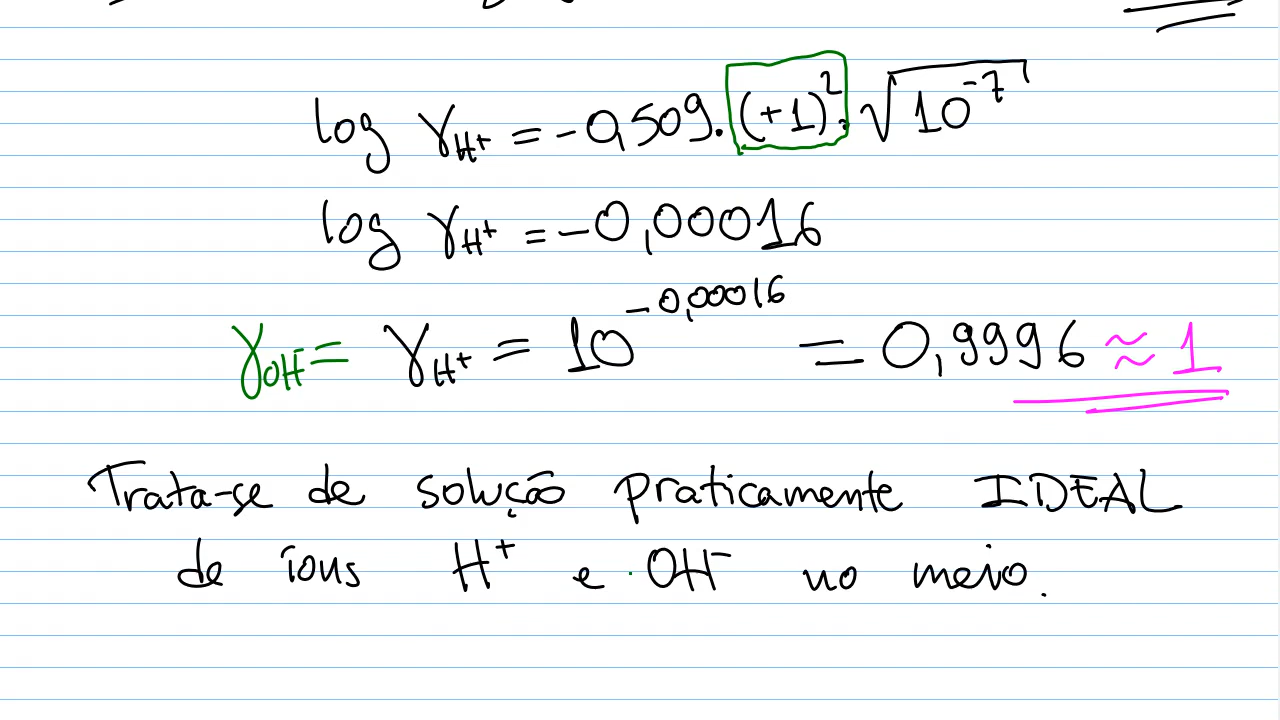 log γH+ = -0,509.(+1)².√10⁻⁷
log γH+ = -0,00016
γOH⁻ = γH+ = 10^-0,00016 = 0,9996 ≈ 1
Trata-se de solução praticamente IDEAL
de íons H⁺ e OH⁻ no meio.